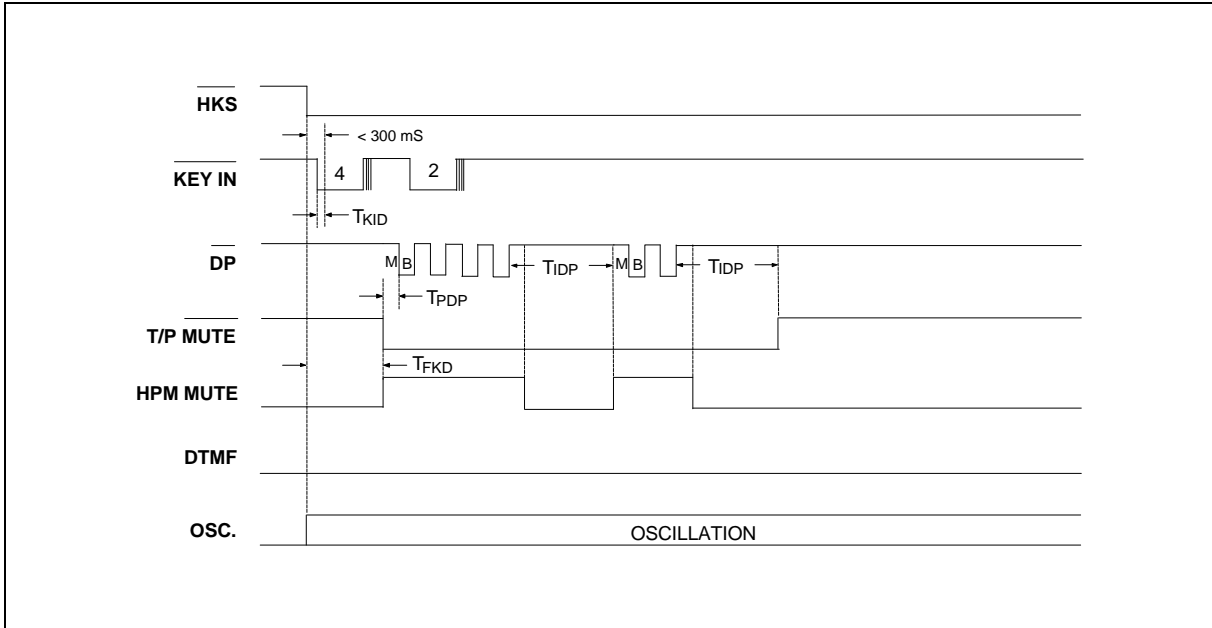 HKS
< 300 mS
KEY IN
4
2
TKID
DP
M
B
TIDP
M
B
TIDP
TPDP
T/P MUTE
TFKD
HPM MUTE
DTMF
OSC.
OSCILLATION